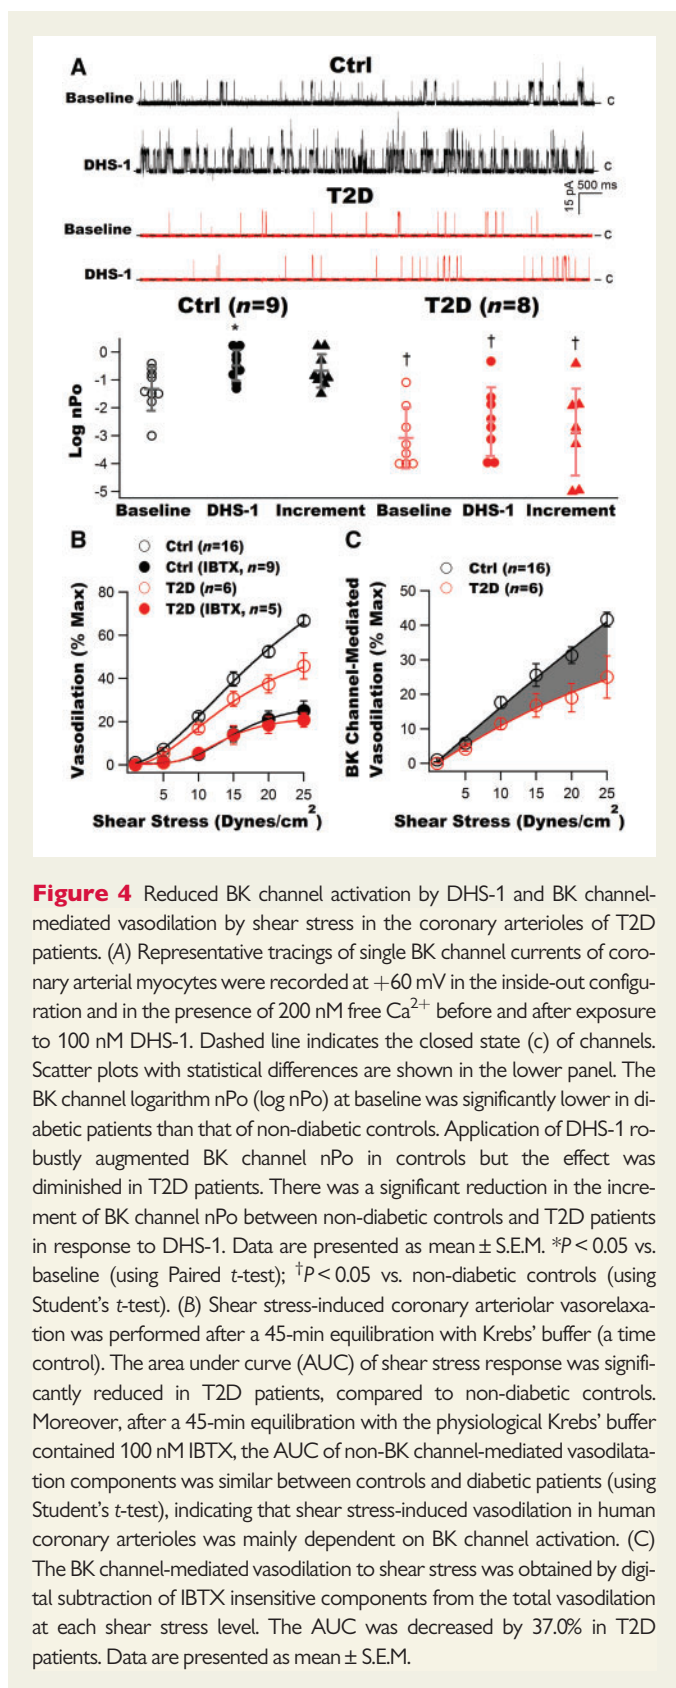 A
Ctrl
Baseline
c
DHS-1
c
15 pA
500 ms
T2D
Baseline
c
DHS-1
c
Ctrl (n=9)
T2D (n=8)
*
†
†
†
Log nPo
0
-1
-2
-3
-4
-5
Baseline DHS-1 Increment Baseline DHS-1 Increment
B
Ctrl (n=16)
Ctrl (IBTX, n=9)
T2D (n=6)
T2D (IBTX, n=5)
Vasodilation (% Max)
80
60
40
20
0
5 10 15 20 25
Shear Stress (Dynes/cm²)
C
Ctrl (n=16)
T2D (n=6)
BK Channel-Mediated
Vasodilation (% Max)
50
40
30
20
10
0
5 10 15 20 25
Shear Stress (Dynes/cm²)
Figure 4 Reduced BK channel activation by DHS-1 and BK channel-
mediated vasodilation by shear stress in the coronary arterioles of T2D
patients. (A) Representative tracings of single BK channel currents of coro-
nary arterial myocytes were recorded at +60 mV in the inside-out configu-
ration and in the presence of 200 nM free Ca²⁺ before and after exposure
to 100 nM DHS-1. Dashed line indicates the closed state (c) of channels.
Scatter plots with statistical differences are shown in the lower panel. The
BK channel logarithm nPo (log nPo) at baseline was significantly lower in di-
abetic patients than that of non-diabetic controls. Application of DHS-1 ro-
bustly augmented BK channel nPo in controls but the effect was
diminished in T2D patients. There was a significant reduction in the incre-
ment of BK channel nPo between non-diabetic controls and T2D patients
in response to DHS-1. Data are presented as mean ± S.E.M. *P < 0.05 vs.
baseline (using Paired t-test); †P < 0.05 vs. non-diabetic controls (using
Student's t-test). (B) Shear stress-induced coronary arteriolar vasorelaxa-
tion was performed after a 45-min equilibration with Krebs' buffer (a time
control). The area under curve (AUC) of shear stress response was signifi-
cantly reduced in T2D patients, compared to non-diabetic controls.
Moreover, after a 45-min equilibration with the physiological Krebs' buffer
contained 100 nM IBTX, the AUC of non-BK channel-mediated vasodilata-
tion components was similar between controls and diabetic patients (using
Student's t-test), indicating that shear stress-induced vasodilation in human
coronary arterioles was mainly dependent on BK channel activation. (C)
The BK channel-mediated vasodilation to shear stress was obtained by digi-
tal subtraction of IBTX insensitive components from the total vasodilation
at each shear stress level. The AUC was decreased by 37.0% in T2D
patients. Data are presented as mean ± S.E.M.